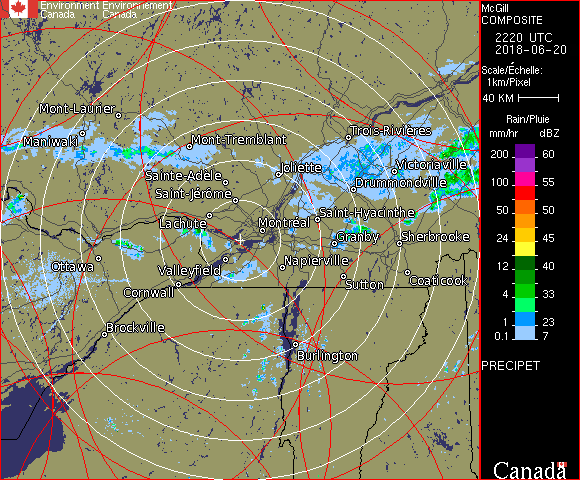 Environment Environnement
Canada Canada
McGill
COMPOSITE
2220 UTC
2018-06-20
Scale/Échelle:
1km/Pixel
40 KM
Rain/Pluie
mm/hr dBZ
200 60
100 55
50 50
24 45
12 40
4 33
1 23
0.1 7
PRECIPET
Canada
Mont-Laurier
Maniwaki
Mont-Tremblant
Trois-Rivières
Sainte-Adèle
Joliette
Victoriaville
Saint-Jérôme
Drummondville
Lachute
Montréal
Saint-Hyacinthe
Granby
Sherbrooke
Ottawa
Valleyfield
Napierville
Cornwall
Sutton
Coaticook
Brockville
Burlington